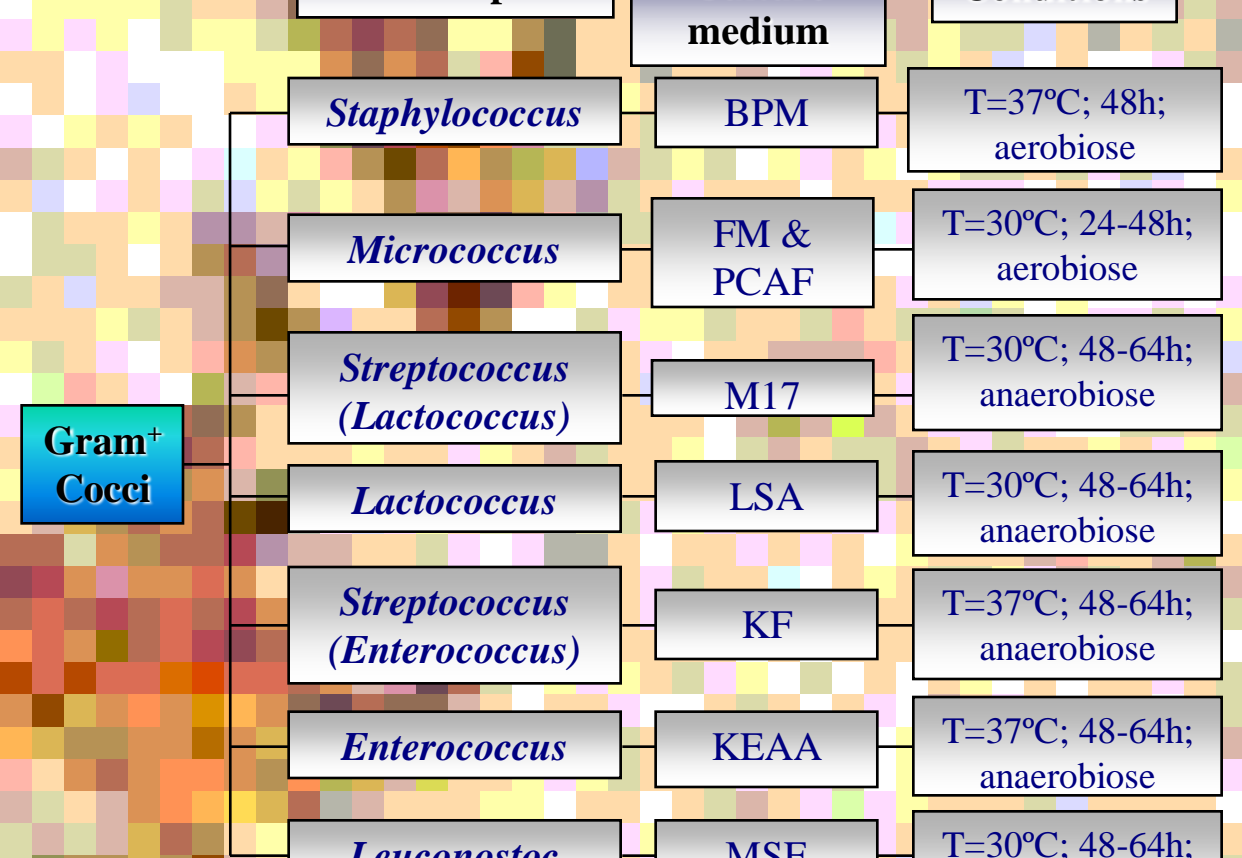 medium
Staphylococcus
BPM
T=37ºC; 48h;
aerobiose
Micrococcus
FM &
PCAF
T=30ºC; 24-48h;
aerobiose
Streptococcus
(Lactococcus)
M17
T=30ºC; 48-64h;
anaerobiose
Gram⁺
Cocci
Lactococcus
LSA
T=30ºC; 48-64h;
anaerobiose
Streptococcus
(Enterococcus)
KF
T=37ºC; 48-64h;
anaerobiose
Enterococcus
KEAA
T=37ºC; 48-64h;
anaerobiose
Leuconostoc
MSE
T=30ºC; 48-64h;